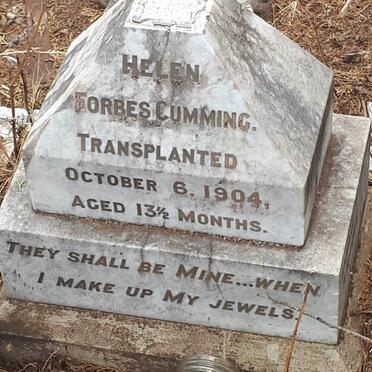 HELEN
FORBES CUMMING.
TRANSPLANTED
OCTOBER 6. 1904.
AGED 13½ MONTHS.
THEY SHALL BE MINE...WHEN
I MAKE UP MY JEWELS.